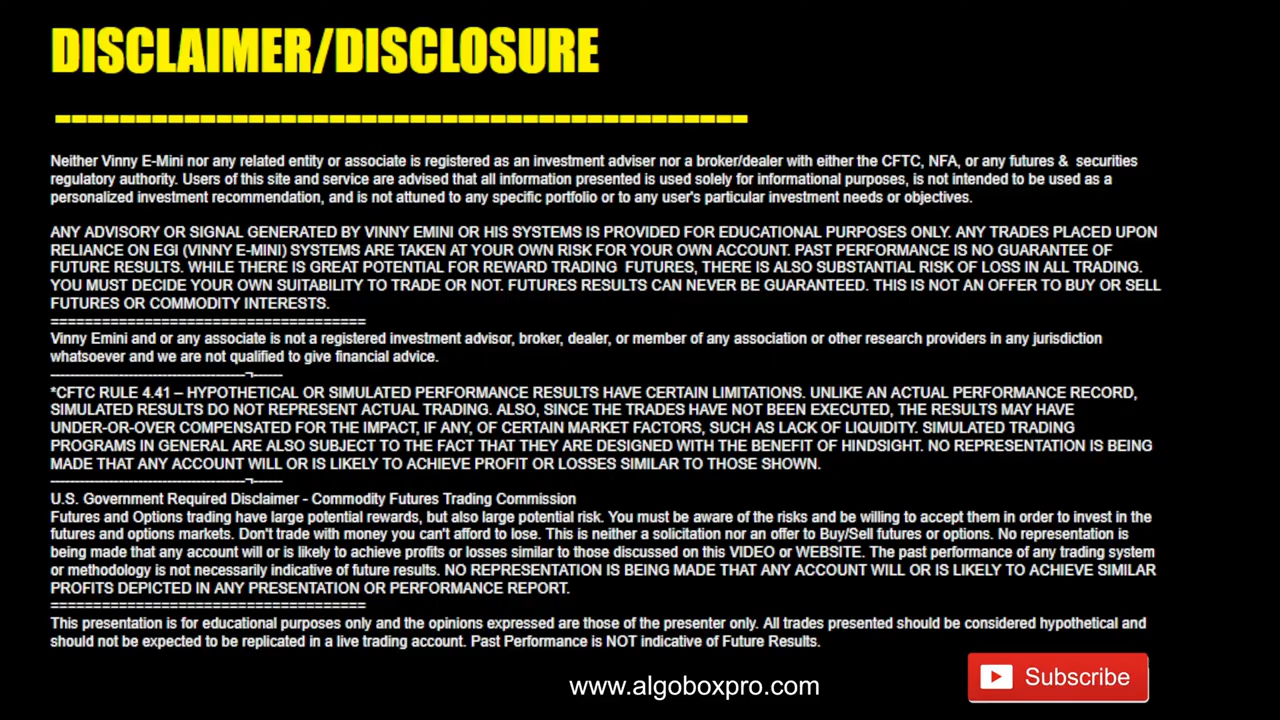 DISCLAIMER/DISCLOSURE
-------------------------------------------
Neither Vinny E-Mini nor any related entity or associate is registered as an investment adviser nor a broker/dealer with either the CFTC, NFA, or any futures & securities
regulatory authority. Users of this site and service are advised that all information presented is used solely for informational purposes, is not intended to be used as a
personalized investment recommendation, and is not attuned to any specific portfolio or to any user's particular investment needs or objectives.
ANY ADVISORY OR SIGNAL GENERATED BY VINNY EMINI OR HIS SYSTEMS IS PROVIDED FOR EDUCATIONAL PURPOSES ONLY. ANY TRADES PLACED UPON
RELIANCE ON EGI (VINNY E-MINI) SYSTEMS ARE TAKEN AT YOUR OWN RISK FOR YOUR OWN ACCOUNT. PAST PERFORMANCE IS NO GUARANTEE OF
FUTURE RESULTS. WHILE THERE IS GREAT POTENTIAL FOR REWARD TRADING FUTURES, THERE IS ALSO SUBSTANTIAL RISK OF LOSS IN ALL TRADING.
YOU MUST DECIDE YOUR OWN SUITABILITY TO TRADE OR NOT. FUTURES RESULTS CAN NEVER BE GUARANTEED. THIS IS NOT AN OFFER TO BUY OR SELL
FUTURES OR COMMODITY INTERESTS.
===================================
Vinny Emini and or any associate is not a registered investment advisor, broker, dealer, or member of any association or other research providers in any jurisdiction
whatsoever and we are not qualified to give financial advice.
----------------------------------------¬------
*CFTC RULE 4.41 – HYPOTHETICAL OR SIMULATED PERFORMANCE RESULTS HAVE CERTAIN LIMITATIONS. UNLIKE AN ACTUAL PERFORMANCE RECORD,
SIMULATED RESULTS DO NOT REPRESENT ACTUAL TRADING. ALSO, SINCE THE TRADES HAVE NOT BEEN EXECUTED, THE RESULTS MAY HAVE
UNDER-OR-OVER COMPENSATED FOR THE IMPACT, IF ANY, OF CERTAIN MARKET FACTORS, SUCH AS LACK OF LIQUIDITY. SIMULATED TRADING
PROGRAMS IN GENERAL ARE ALSO SUBJECT TO THE FACT THAT THEY ARE DESIGNED WITH THE BENEFIT OF HINDSIGHT. NO REPRESENTATION IS BEING
MADE THAT ANY ACCOUNT WILL OR IS LIKELY TO ACHIEVE PROFIT OR LOSSES SIMILAR TO THOSE SHOWN.
----------------------------------------¬------
U.S. Government Required Disclaimer - Commodity Futures Trading Commission
Futures and Options trading have large potential rewards, but also large potential risk. You must be aware of the risks and be willing to accept them in order to invest in the
futures and options markets. Don't trade with money you can't afford to lose. This is neither a solicitation nor an offer to Buy/Sell futures or options. No representation is
being made that any account will or is likely to achieve profits or losses similar to those discussed on this VIDEO or WEBSITE. The past performance of any trading system
or methodology is not necessarily indicative of future results. NO REPRESENTATION IS BEING MADE THAT ANY ACCOUNT WILL OR IS LIKELY TO ACHIEVE SIMILAR
PROFITS DEPICTED IN ANY PRESENTATION OR PERFORMANCE REPORT.
===================================
This presentation is for educational purposes only and the opinions expressed are those of the presenter only. All trades presented should be considered hypothetical and
should not be expected to be replicated in a live trading account. Past Performance is NOT indicative of Future Results.
www.algoboxpro.com
Subscribe